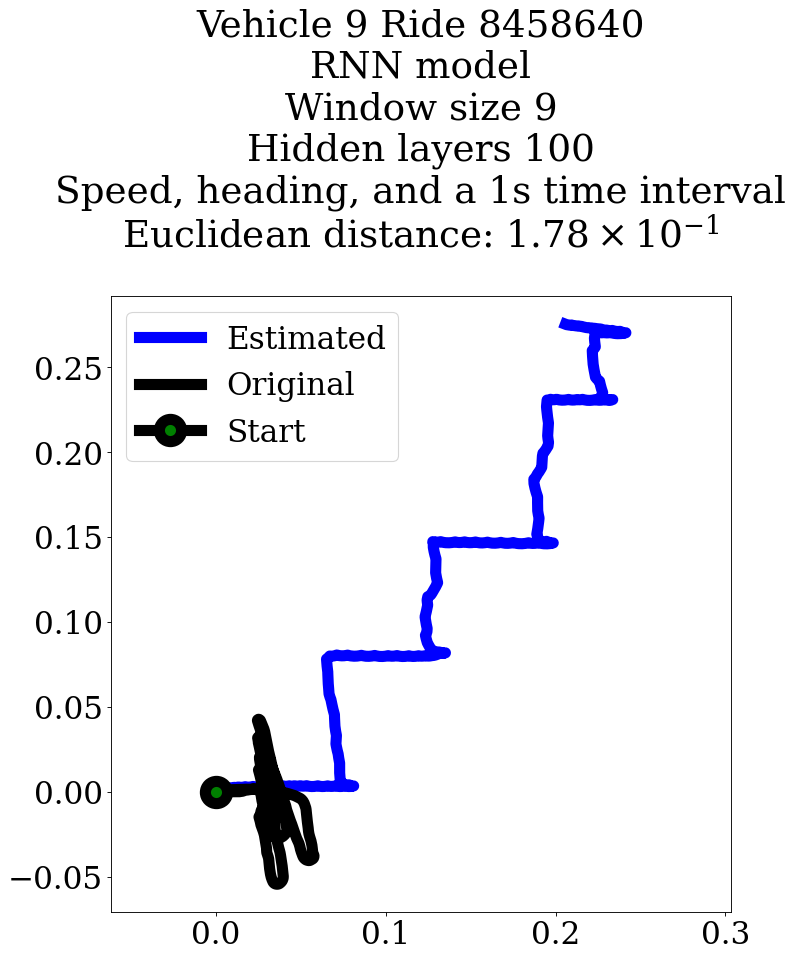 Vehicle 9 Ride 8458640
RNN model
Window size 9
Hidden layers 100
Speed, heading, and a 1s time interval
Euclidean distance: 1.78 × 10⁻¹
Estimated
Original
Start
0.25
0.20
0.15
0.10
0.05
0.00
−0.05
0.0 0.1 0.2 0.3